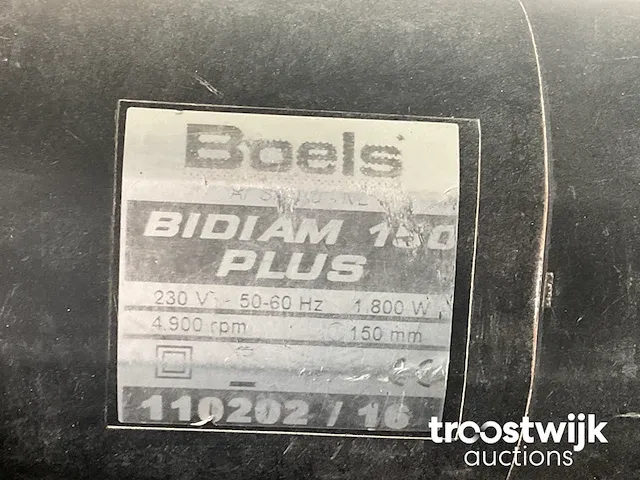 Boels
BIDIAM 150
PLUS
230 V~ 50-60 Hz 1.800 W
4.900 rpm 150 mm
CE
110202 / 16
troostwijk
auctions